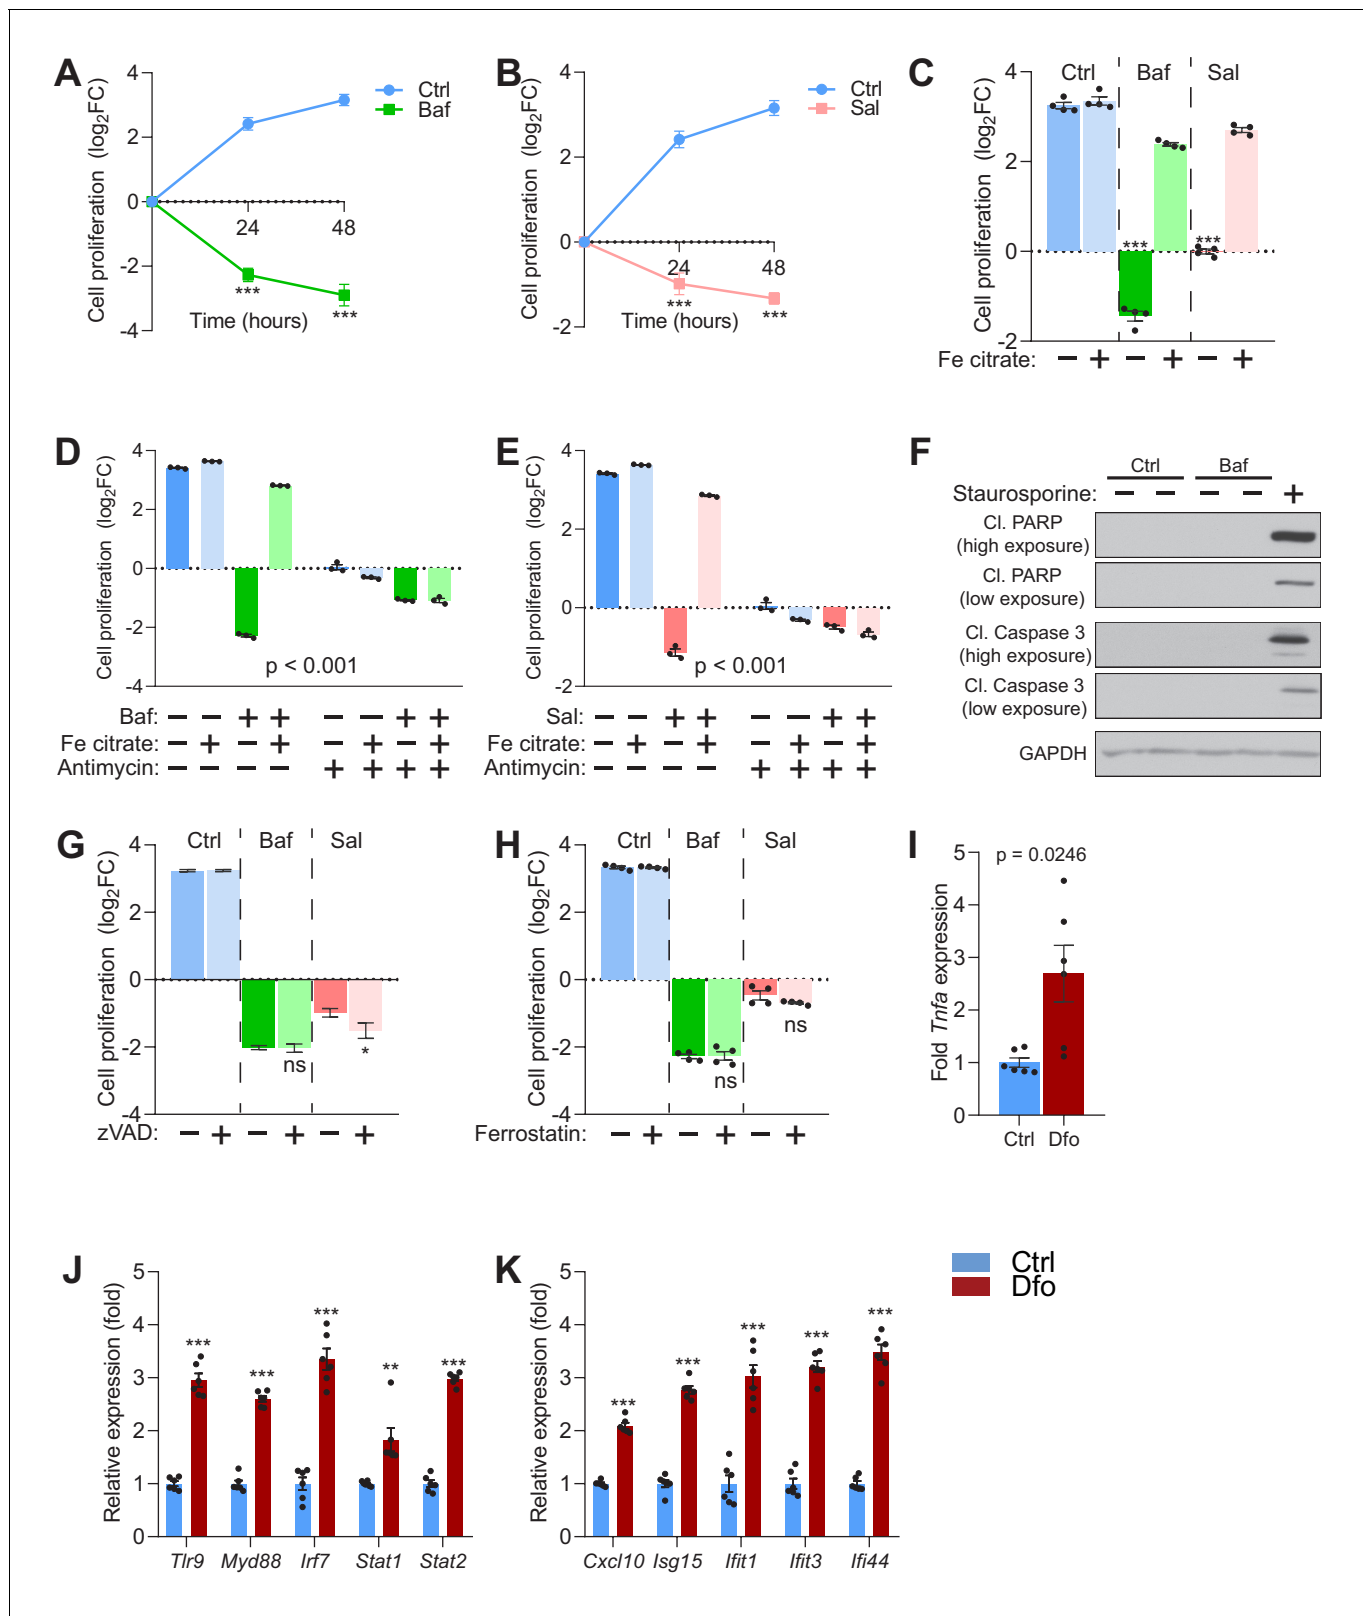 A
Cell proliferation (log2FC)
4
2
0
-2
-4
24
48
***
***
Time (hours)
Ctrl
Baf
B
Cell proliferation (log2FC)
4
2
0
-2
24
48
***
***
Time (hours)
Ctrl
Sal
C
Cell proliferation (log2FC)
Ctrl Baf Sal
4
2
0
-2
***
***
Fe citrate: − + − + − +
D
Cell proliferation (log2FC)
4
2
0
-2
-4
p < 0.001
Baf: − − + + − − + +
Fe citrate: − + − + − + − +
Antimycin: − − − − + + + +
E
Cell proliferation (log2FC)
4
2
0
-2
p < 0.001
Sal: − − + + − − + +
Fe citrate: − + − + − + − +
Antimycin: − − − − + + + +
F
Ctrl Baf
Staurosporine: − − − − +
Cl. PARP
(high exposure)
Cl. PARP
(low exposure)
Cl. Caspase 3
(high exposure)
Cl. Caspase 3
(low exposure)
GAPDH
G
Cell proliferation (log2FC)
Ctrl Baf Sal
4
2
0
-2
-4
ns
*
zVAD: − + − + − +
H
Cell proliferation (log2FC)
Ctrl Baf Sal
4
2
0
-2
-4
ns
ns
Ferrostatin: − + − + − +
I
Fold Tnfa expression
p = 0.0246
5
4
3
2
1
0
Ctrl Dfo
J
Relative expression (fold)
5
4
3
2
1
0
*** *** *** ** ***
Tlr9 Myd88 Irf7 Stat1 Stat2
K
Relative expression (fold)
5
4
3
2
1
0
*** *** *** *** ***
Cxcl10 Isg15 Ifit1 Ifit3 Ifi44
Ctrl
Dfo